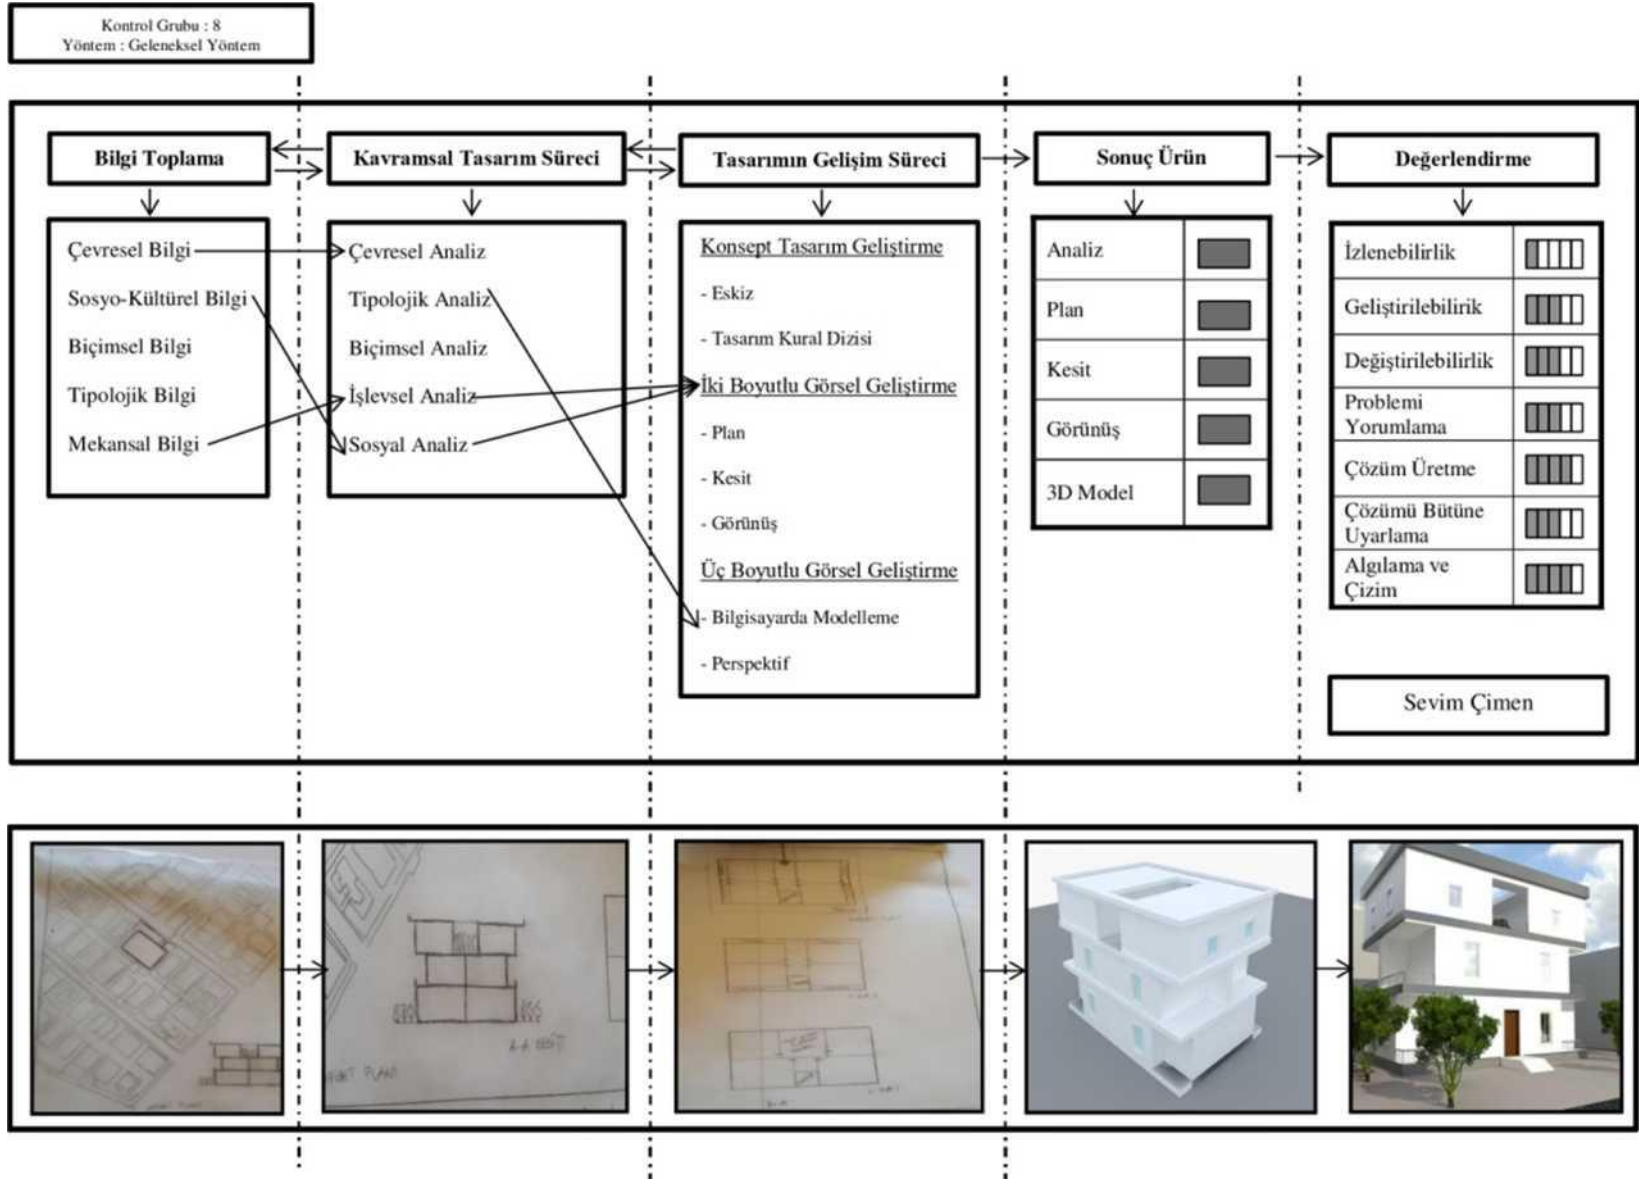 Kontrol Grubu : 8
Yöntem : Geleneksel Yöntem
Bilgi Toplama
Kavramsal Tasarım Süreci
Tasarımın Gelişim Süreci
Sonuç Ürün
Değerlendirme
Çevresel Bilgi
Sosyo-Kültürel Bilgi
Biçimsel Bilgi
Tipolojik Bilgi
Mekansal Bilgi
Çevresel Analiz
Tipolojik Analiz
Biçimsel Analiz
İşlevsel Analiz
Sosyal Analiz
Konsept Tasarım Geliştirme
- Eskiz
- Tasarım Kural Dizisi
İki Boyutlu Görsel Geliştirme
- Plan
- Kesit
- Görünüş
Üç Boyutlu Görsel Geliştirme
- Bilgisayarda Modelleme
- Perspektif
Analiz
Plan
Kesit
Görünüş
3D Model
İzlenebilirlik
Geliştirilebilirik
Değiştirilebilirlik
Problemi
Yorumlama
Çözüm Üretme
Çözümü Bütüne
Uyarlama
Algılama ve
Çizim
Sevim Çimen
A-A
PLANI